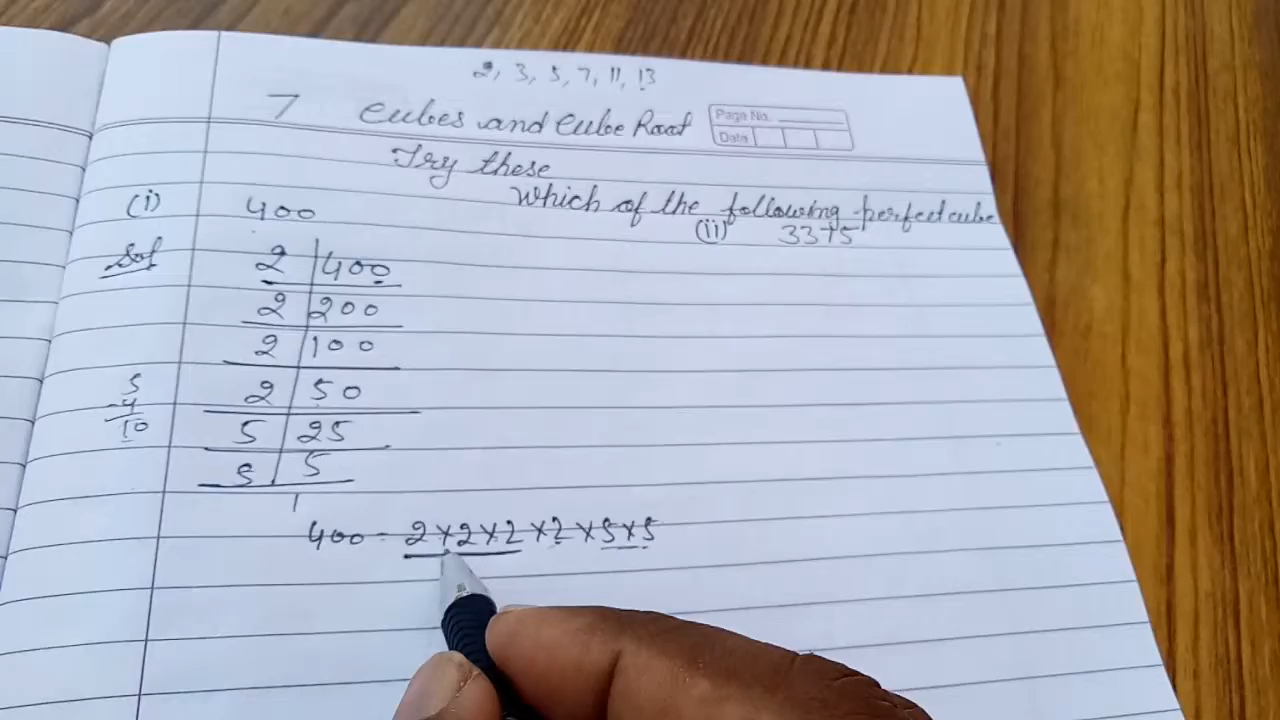 2, 3, 5, 7, 11, 13
7 Cubes and Cube Root
Page No.
Date
Try these
Which of the following perfect cube
(i) 400 (ii) 3375
Sol
2 | 400
2 | 200
2 | 100
2 | 50
5 | 25
5 | 5
1
5
4
10
400 = 2×2×2×2×5×5